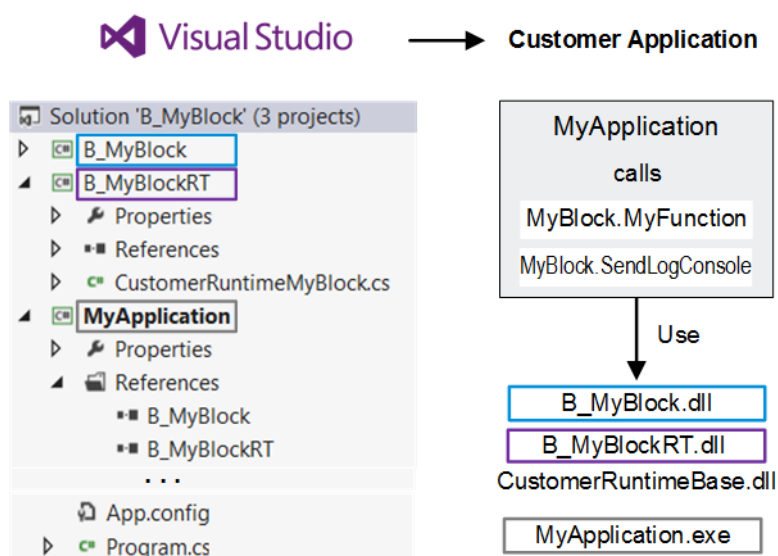 Visual Studio
Customer Application
Solution 'B_MyBlock' (3 projects)
C# B_MyBlock
C# B_MyBlockRT
Properties
References
C# CustomerRuntimeMyBlock.cs
C# MyApplication
Properties
References
B_MyBlock
B_MyBlockRT
...
App.config
C# Program.cs
MyApplication
calls
MyBlock.MyFunction
MyBlock.SendLogConsole
Use
B_MyBlock.dll
B_MyBlockRT.dll
CustomerRuntimeBase.dll
MyApplication.exe